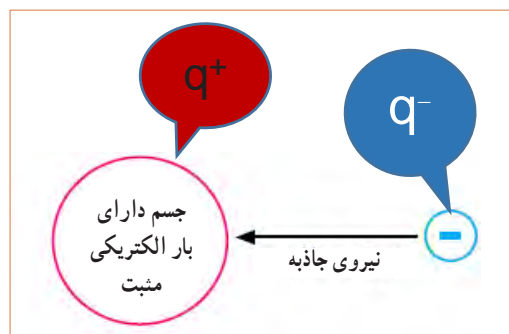 q⁺
q⁻
جسم دارای
بار الکتریکی
مثبت
نیروی جاذبه
−